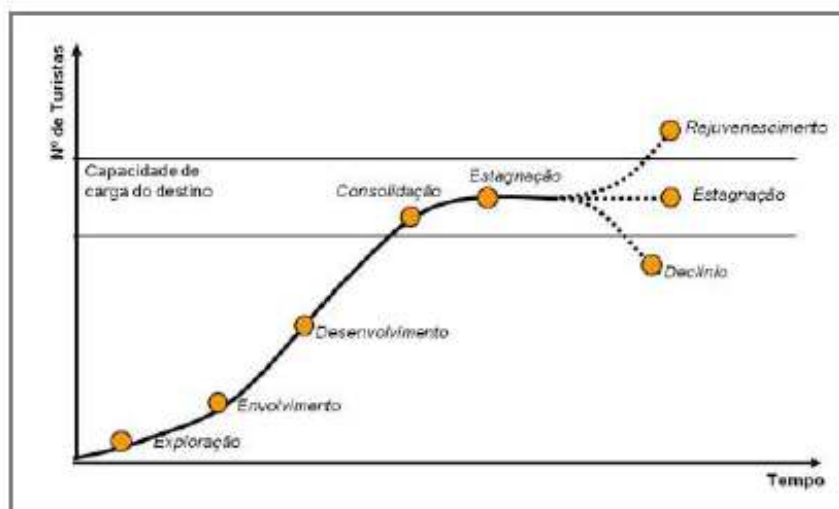 Nº de Turistas
Rejuvenescimento
Capacidade de
carga do destino
Estagnação
Consolidação
Estagnação
Declínio
Desenvolvimento
Envolvimento
Exploração
Tempo